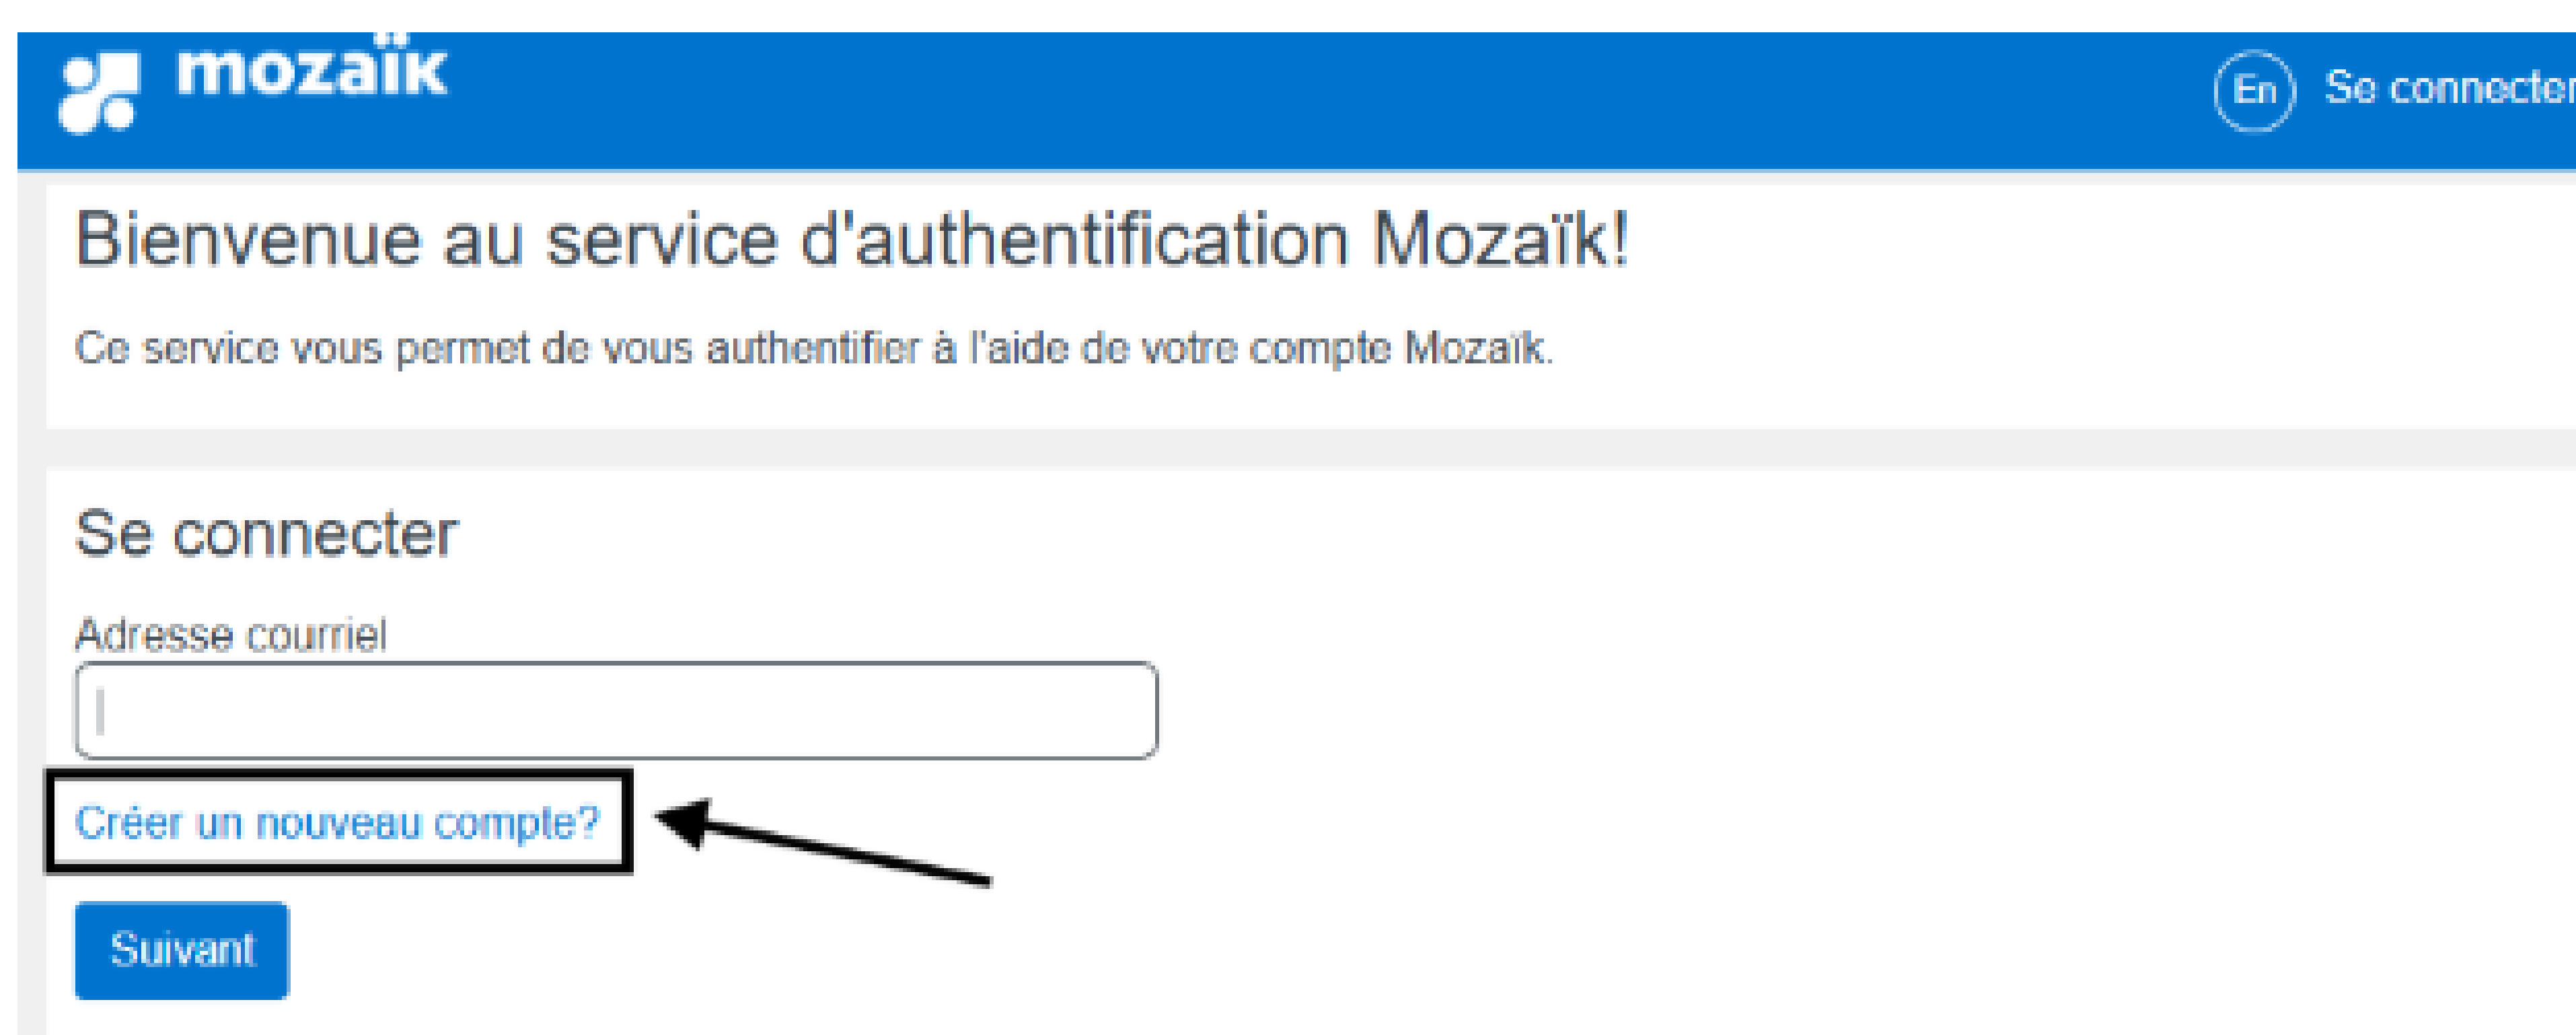 mozaïk
En Se connecter
Bienvenue au service d'authentification Mozaïk!
Ce service vous permet de vous authentifier à l'aide de votre compte Mozaïk.
Se connecter
Adresse courriel
Créer un nouveau compte?
Suivant